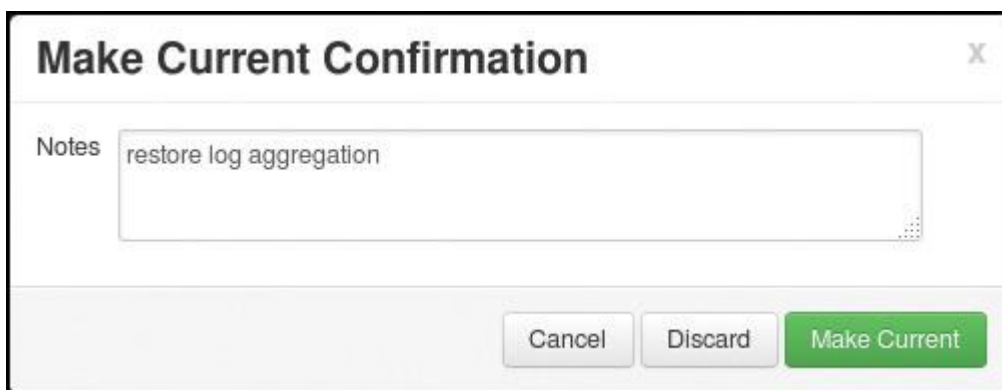 Make Current Confirmation x
Notes restore log aggregation
Cancel Discard Make Current